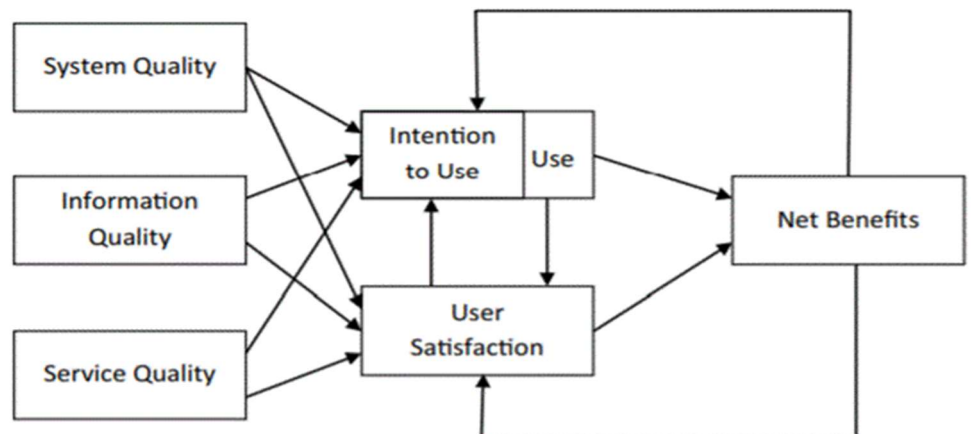 System Quality
Intention
to Use
Use
Information
Quality
Net Benefits
User
Satisfaction
Service Quality